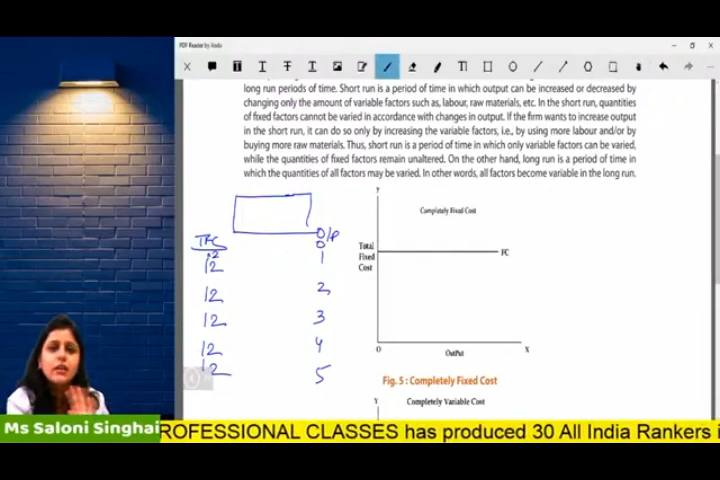 PDF Reader by Xodo
long run periods of time. Short run is a period of time in which output can be increased or decreased by
changing only the amount of variable factors such as, labour, raw materials, etc. In the short run, quantities
of fixed factors cannot be varied in accordance with changes in output. If the firm wants to increase output
in the short run, it can do so only by increasing the variable factors, i.e., by using more labour and/or by
buying more raw materials. Thus, short run is a period of time in which only variable factors can be varied,
while the quantities of fixed factors remain unaltered. On the other hand, long run is a period of time in
which the quantities of all factors may be varied. In other words, all factors become variable in the long run.
TFC O/P
12 0
12 1
12 2
12 3
12 4
12 5
Y
Completely Fixed Cost
Total
Fixed
Cost
FC
O
Output
X
Fig. 5 : Completely Fixed Cost
Y
Completely Variable Cost
Ms Saloni Singhai
ROFESSIONAL CLASSES has produced 30 All India Rankers i